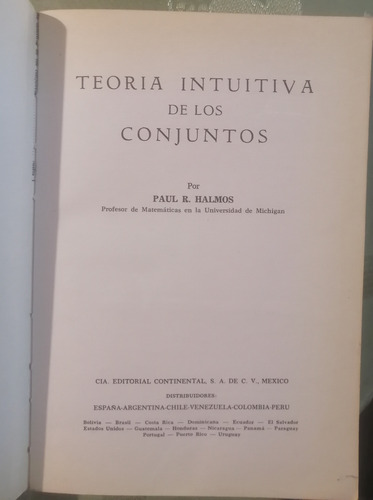 TEORIA INTUITIVA
DE LOS
CONJUNTOS
Por
PAUL R. HALMOS
Profesor de Matemáticas en la Universidad de Michigan
CIA. EDITORIAL CONTINENTAL, S. A. DE C. V., MEXICO
DISTRIBUIDORES:
ESPAÑA-ARGENTINA-CHILE-VENEZUELA-COLOMBIA-PERU
Bolivia — Brasil — Costa Rica — Dominicana — Ecuador — El Salvador
Estados Unidos — Guatemala — Honduras — Nicaragua — Panamá — Paraguay
Portugal — Puerto Rico — Uruguay